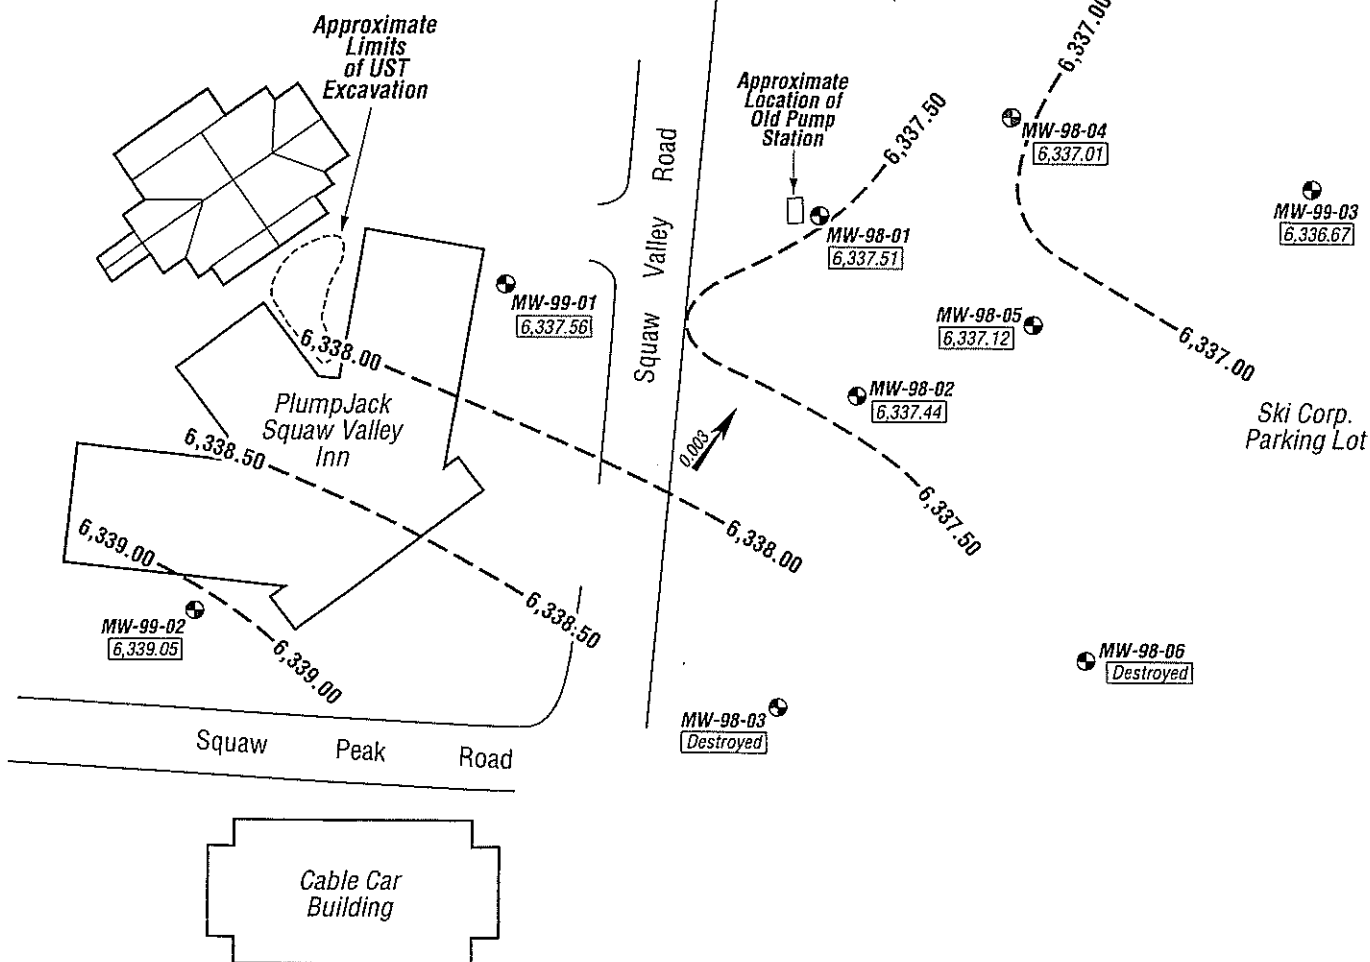 6,337.00
Approximate
Limits
of UST
Excavation
Approximate
Location of
Old Pump
Station
6,337.50
MW-98-04
6,337.01
Squaw Valley Road
MW-99-03
6,336.67
MW-98-01
6,337.51
MW-99-01
6,337.56
MW-98-05
6,337.12
6,338.00
6,337.00
MW-98-02
6,337.44
PlumpJack
Squaw Valley
Inn
Ski Corp.
Parking Lot
6,338.50
0.003
6,337.50
6,339.00
6,338.00
6,338.50
MW-99-02
6,339.05
6,339.00
MW-98-06
Destroyed
MW-98-03
Destroyed
Squaw Peak Road
Cable Car
Building